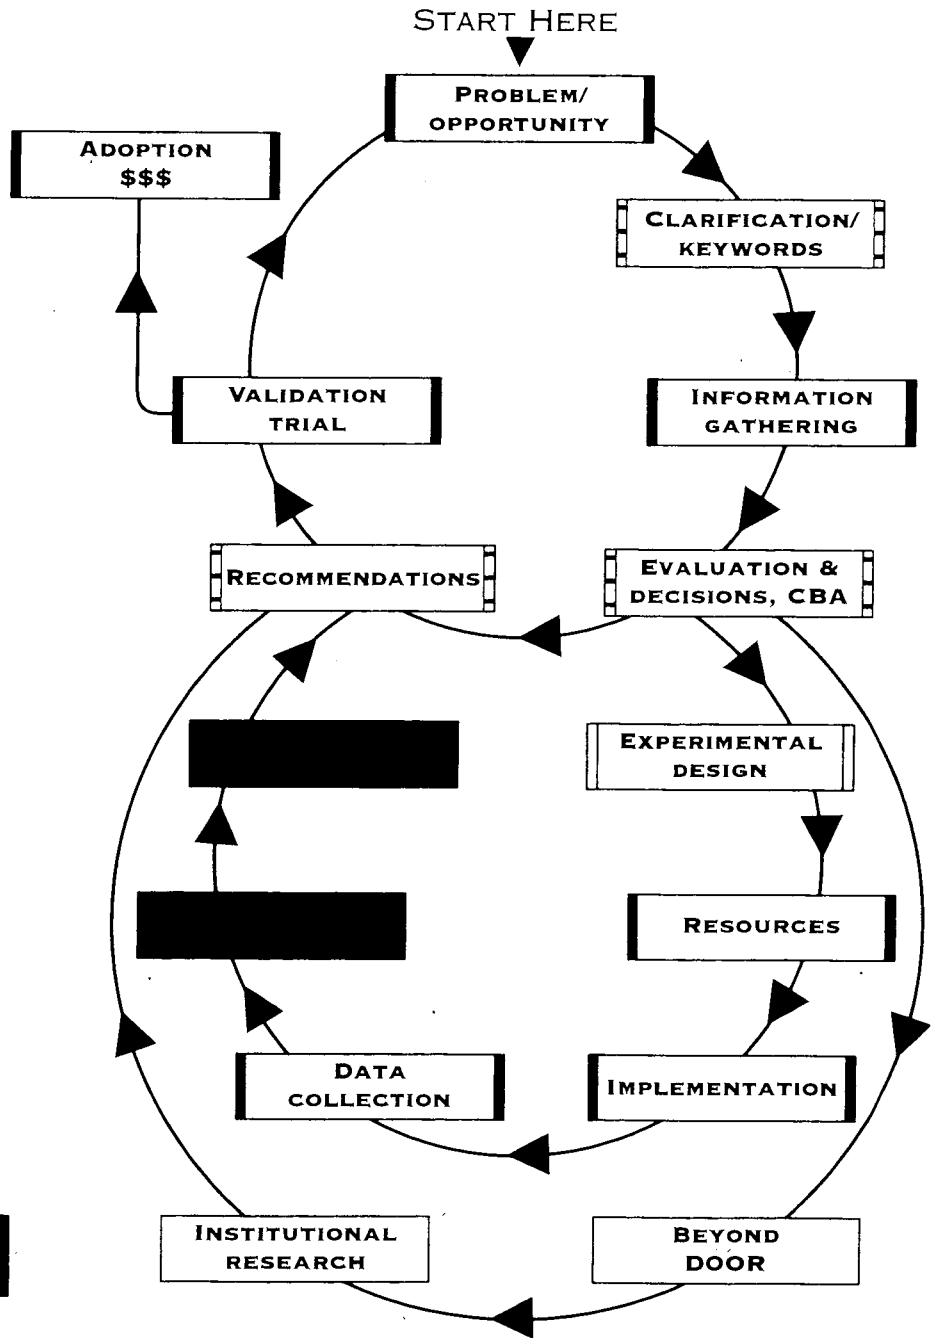 START HERE
PROBLEM/
OPPORTUNITY
ADOPTION
$$$
CLARIFICATION/
KEYWORDS
VALIDATION
TRIAL
INFORMATION
GATHERING
RECOMMENDATIONS
EVALUATION &
DECISIONS, CBA
EXPERIMENTAL
DESIGN
RESOURCES
DATA
COLLECTION
IMPLEMENTATION
INSTITUTIONAL
RESEARCH
BEYOND
DOOR